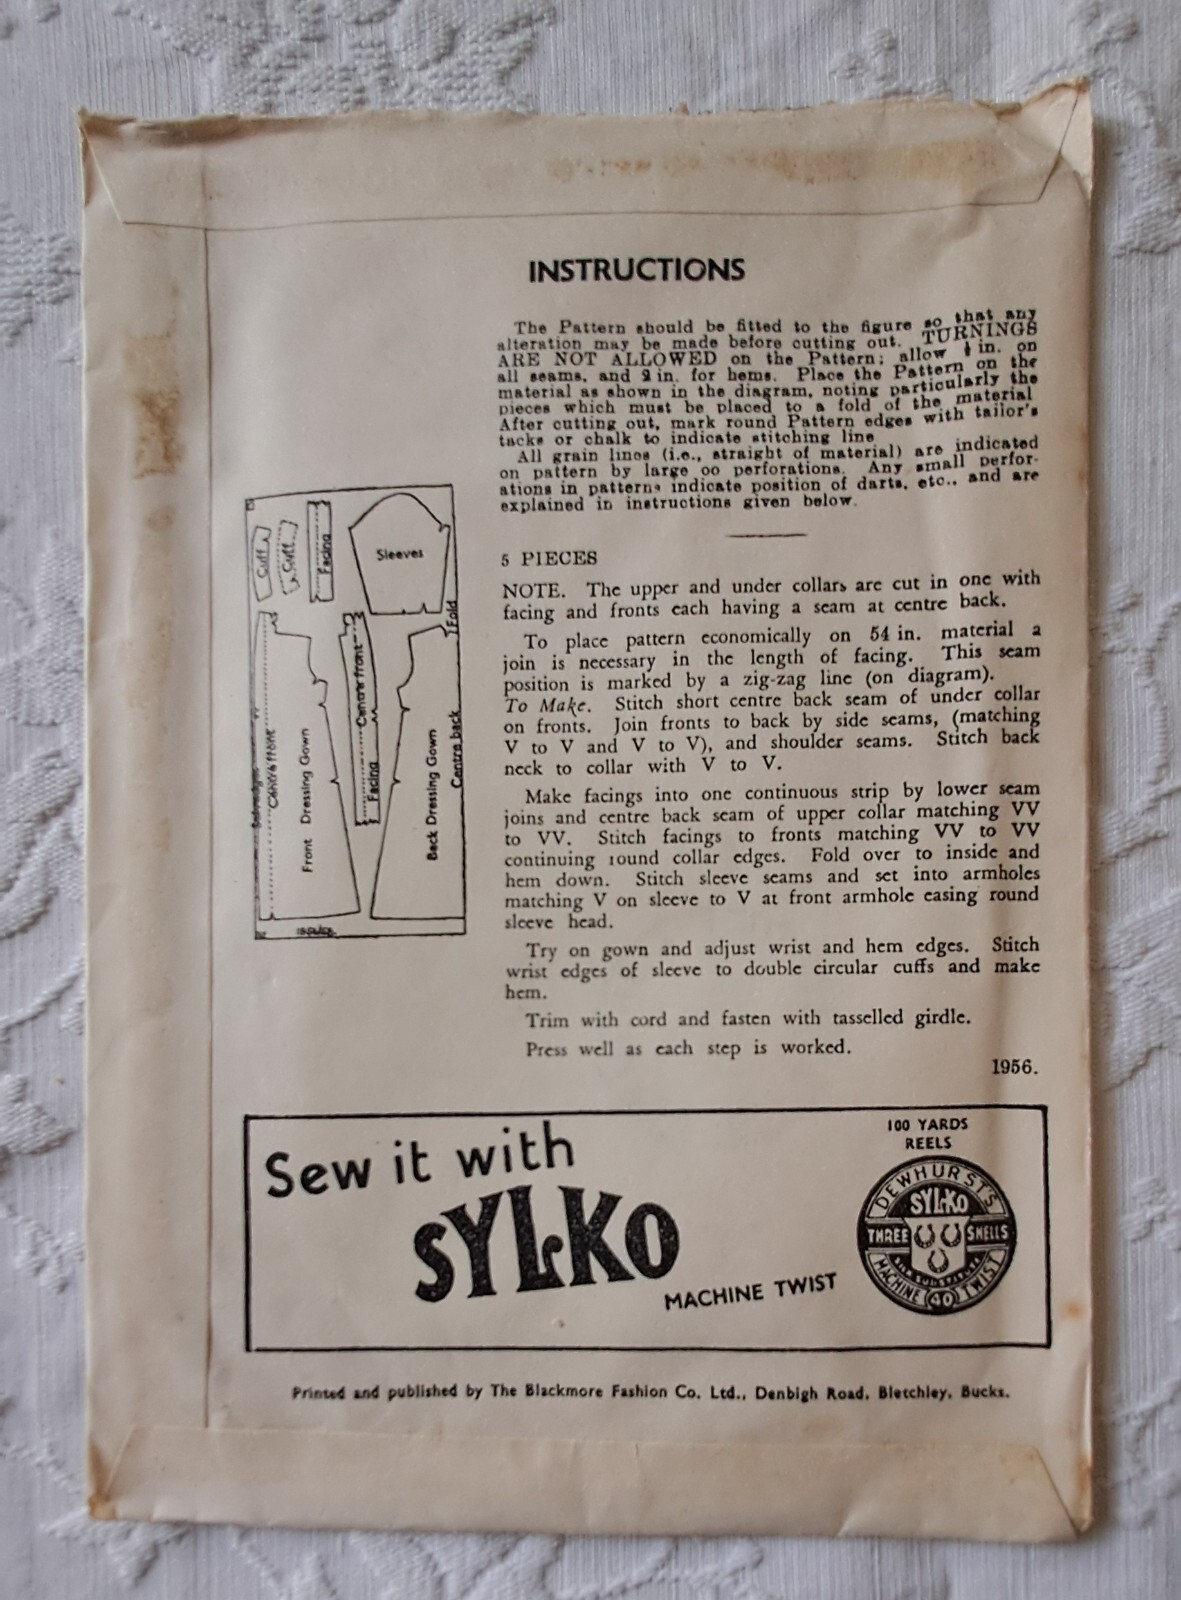 INSTRUCTIONS
The Pattern should be fitted to the figure so that any
alteration may be made before cutting out. TURNINGS
ARE NOT ALLOWED on the Pattern; allow in. on
all seams, and 2 in. for hems. Place the Pattern on the
material as shown in the diagram, noting particularly the
pieces which must be placed to a fold of the material
After cutting out, mark round Pattern edges with tailor's
tacks or chalk to indicate stitching line
All grain lines (i.e., straight of material) are indicated
on pattern by large oo perforations. Any small perfor-
ations in patterns indicate position of darts, etc., and are
explained in instructions given below.
5 PIECES
NOTE. The upper and under collars are cut in one with
facing and fronts each having a seam at centre back.
To place pattern economically on 54 in. material a
join is necessary in the length of facing. This seam
position is marked by a zig-zag line (on diagram).
To Make. Stitch short centre back seam of under collar
on fronts. Join fronts to back by side seams, (matching
V to V and V to V), and shoulder seams. Stitch back
neck to collar with V to V.
Make facings into one continuous strip by lower seam
joins and centre back seam of upper collar matching VV
to VV. Stitch facings to fronts matching VV to VV
continuing round collar edges. Fold over to inside and
hem down. Stitch sleeve seams and set into armholes
matching V on sleeve to V at front armhole easing round
sleeve head.
Try on gown and adjust wrist and hem edges. Stitch
wrist edges of sleeve to double circular cuffs and make
hem.
Trim with cord and fasten with tasselled girdle.
Press well as each step is worked.
1956.
Cuff
Cuff
Facing
Sleeves
Fold
Selvedges
Centre front
Front Dressing Gown
Centre front
Facing
Back Dressing Gown
Centre back
Sew it with
SYLKO
MACHINE TWIST
100 YARDS
REELS
DEWHURST'S
SYLKO
THREE SHELLS
MACHINE TWIST
40
Printed and published by The Blackmore Fashion Co. Ltd., Denbigh Road, Bletchley, Bucks.